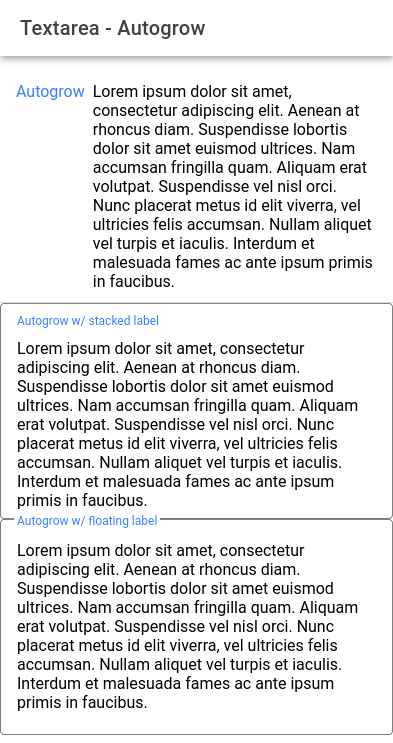 Textarea - Autogrow
Autogrow Lorem ipsum dolor sit amet,
consectetur adipiscing elit. Aenean at
rhoncus diam. Suspendisse lobortis
dolor sit amet euismod ultrices. Nam
accumsan fringilla quam. Aliquam erat
volutpat. Suspendisse vel nisl orci.
Nunc placerat metus id elit viverra, vel
ultricies felis accumsan. Nullam aliquet
vel turpis et iaculis. Interdum et
malesuada fames ac ante ipsum primis
in faucibus.
Autogrow w/ stacked label
Lorem ipsum dolor sit amet, consectetur
adipiscing elit. Aenean at rhoncus diam.
Suspendisse lobortis dolor sit amet euismod
ultrices. Nam accumsan fringilla quam. Aliquam
erat volutpat. Suspendisse vel nisl orci. Nunc
placerat metus id elit viverra, vel ultricies felis
accumsan. Nullam aliquet vel turpis et iaculis.
Interdum et malesuada fames ac ante ipsum
primis in faucibus.
Autogrow w/ floating label
Lorem ipsum dolor sit amet, consectetur
adipiscing elit. Aenean at rhoncus diam.
Suspendisse lobortis dolor sit amet euismod
ultrices. Nam accumsan fringilla quam. Aliquam
erat volutpat. Suspendisse vel nisl orci. Nunc
placerat metus id elit viverra, vel ultricies felis
accumsan. Nullam aliquet vel turpis et iaculis.
Interdum et malesuada fames ac ante ipsum
primis in faucibus.